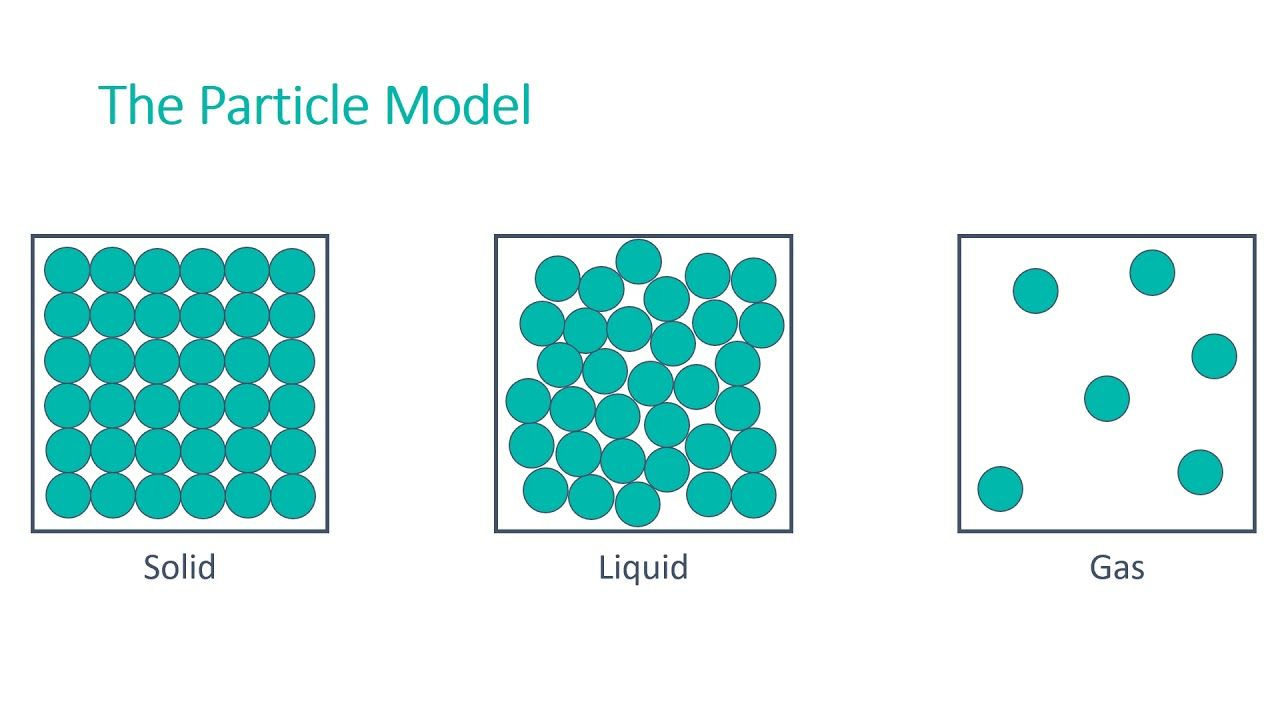 The Particle Model
Solid
Liquid
Gas